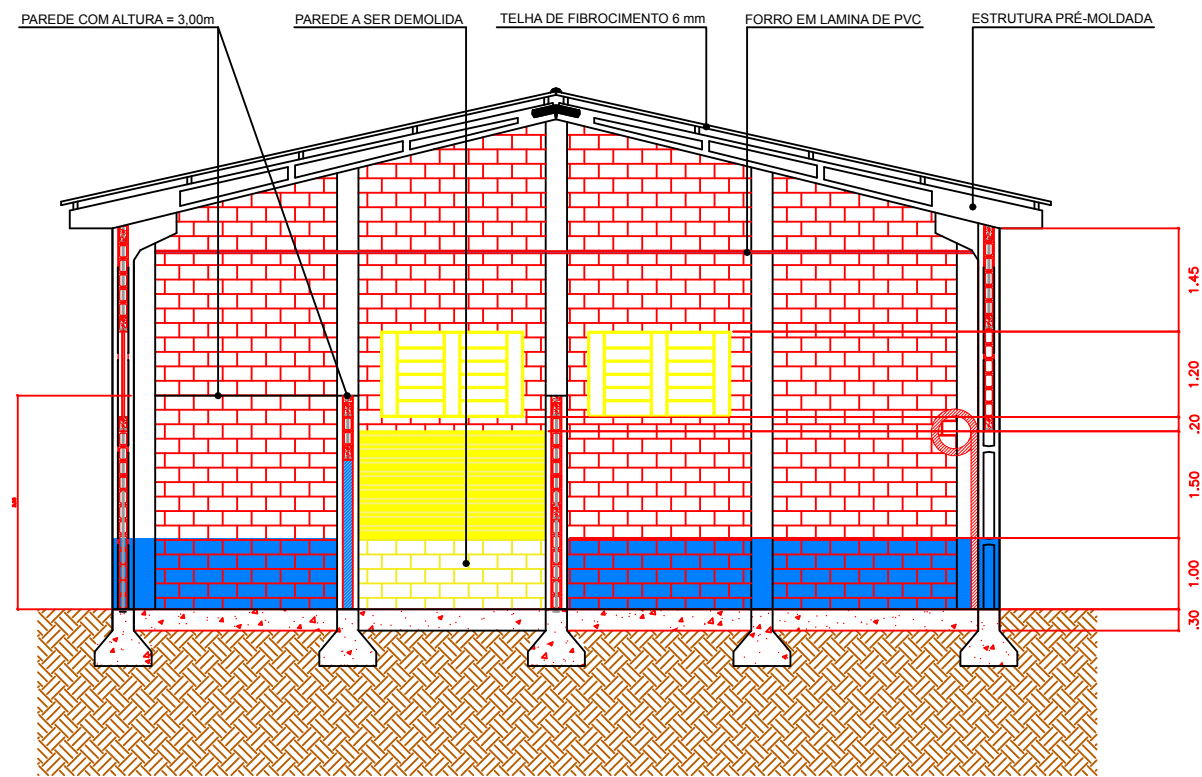 PAREDE COM ALTURA = 3,00m
PAREDE A SER DEMOLIDA
TELHA DE FIBROCIMENTO 6 mm
FORRO EM LAMINA DE PVC
ESTRUTURA PRÉ-MOLDADA
1.45
1.20
.20
1.50
1.00
.30